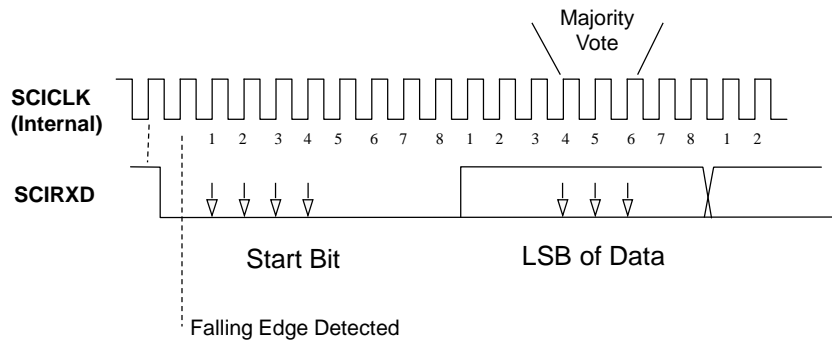 Majority
Vote
SCICLK
(Internal)
1 2 3 4 5 6 7 8 1 2 3 4 5 6 7 8 1 2
SCIRXD
Start Bit
LSB of Data
Falling Edge Detected